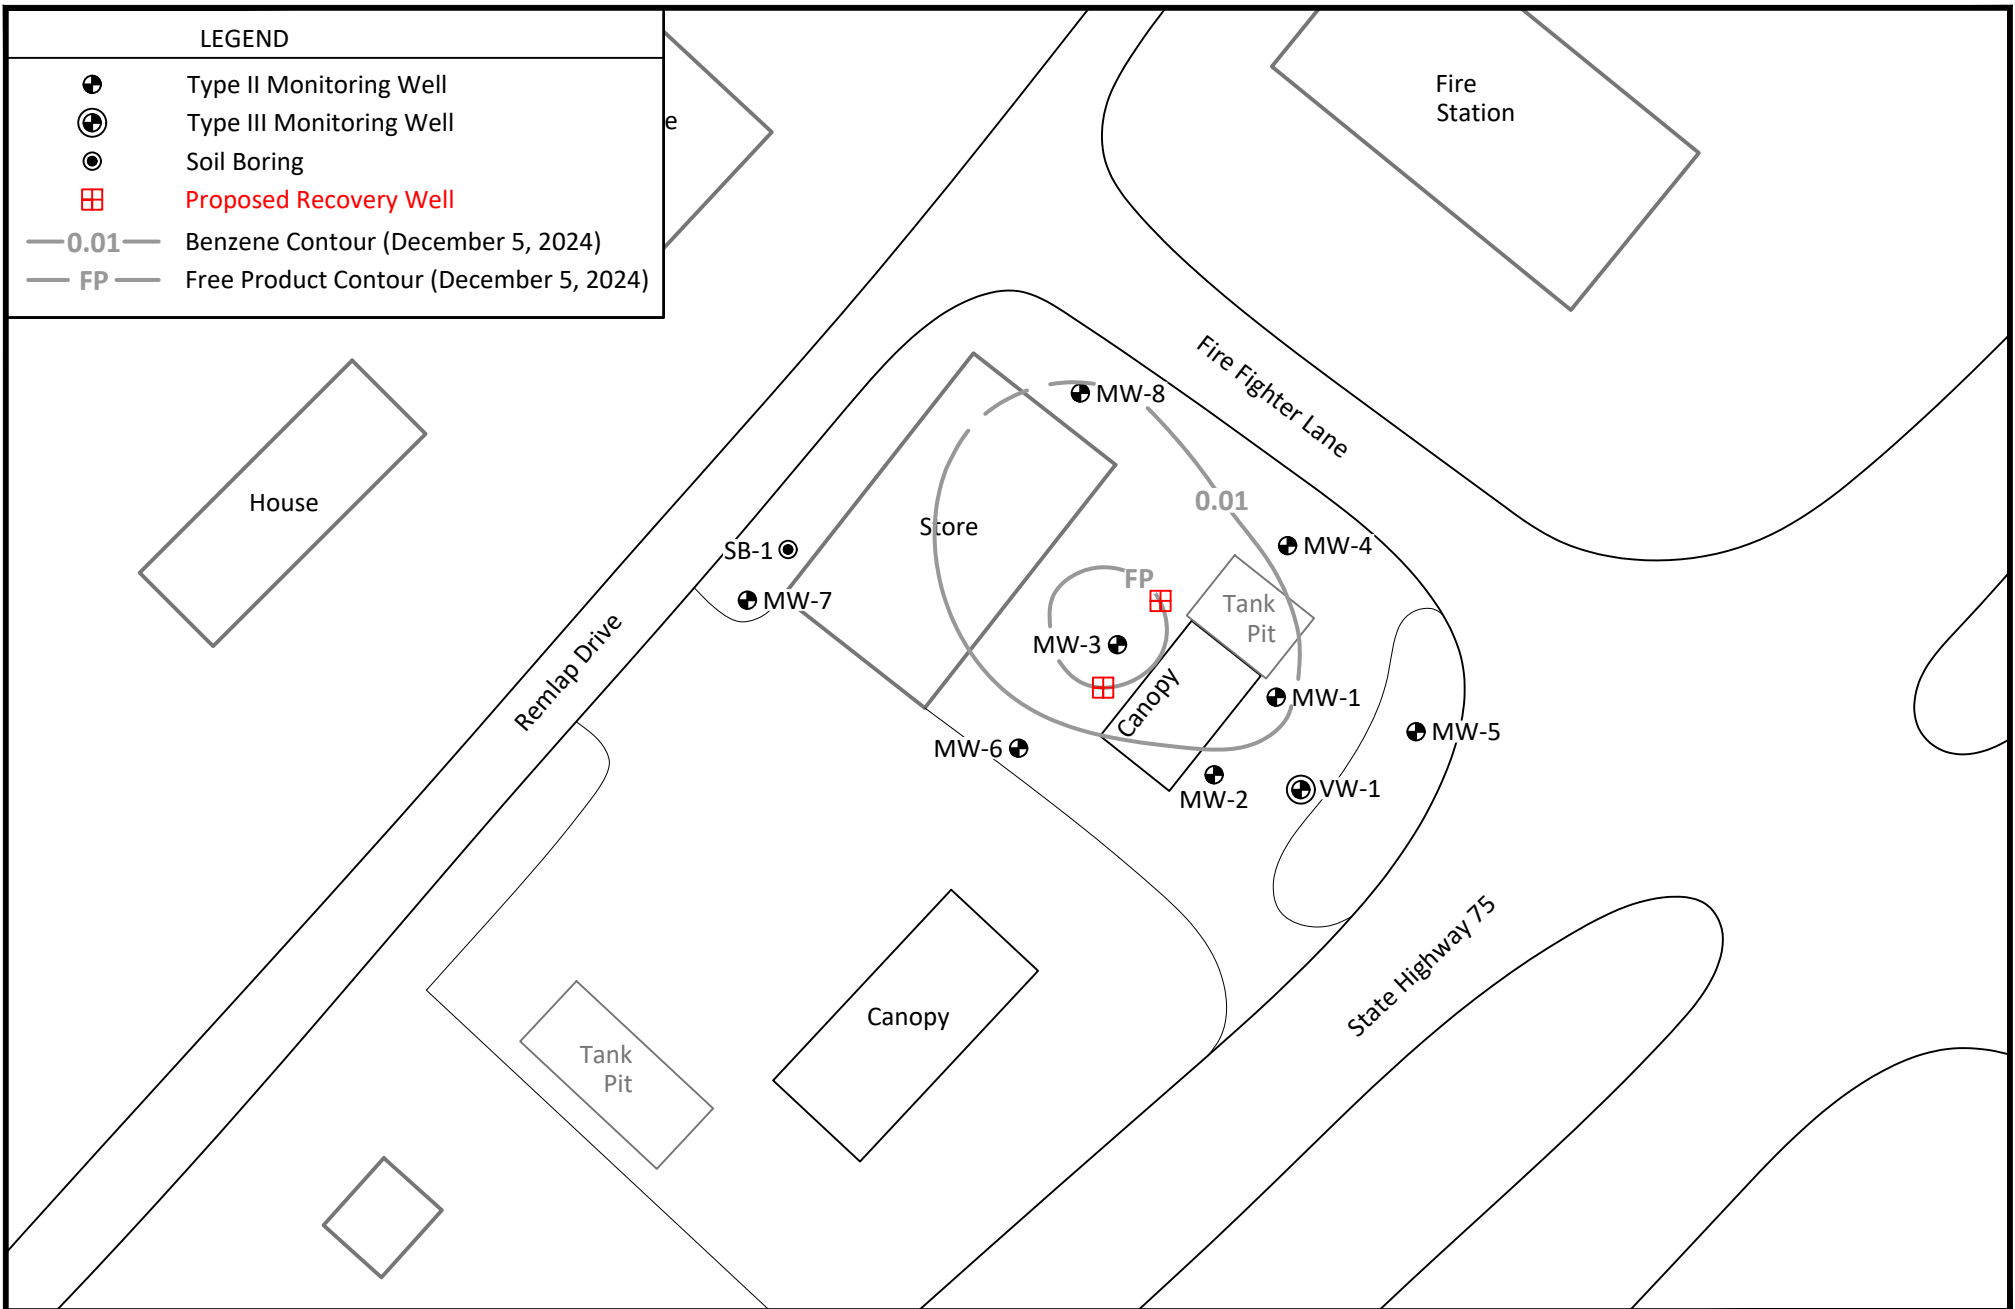 LEGEND
Type II Monitoring Well
Type III Monitoring Well
Soil Boring
Proposed Recovery Well
0.01
Benzene Contour (December 5, 2024)
FP
Free Product Contour (December 5, 2024)
e
Fire
Station
Fire Fighter Lane
MW-8
House
0.01
Store
SB-1
MW-4
FP
MW-7
Tank
Pit
MW-3
Remlap Drive
Canopy
MW-1
MW-5
MW-6
MW-2
VW-1
State Highway 75
Canopy
Tank
Pit